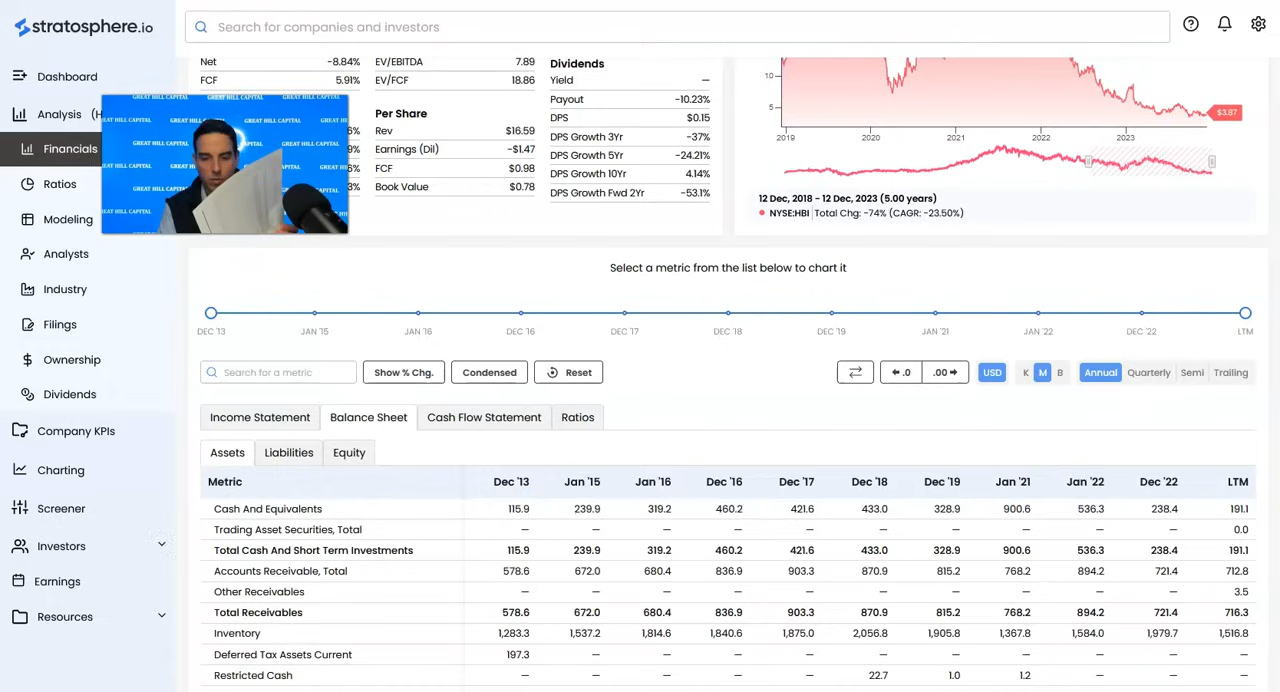 stratosphere.io
Search for companies and investors
Dashboard
Analysis (H
Financials
Ratios
Modeling
Analysts
Industry
Filings
Ownership
Dividends
Company KPIs
Charting
Screener
Investors
Earnings
Resources
GREAT HILL CAPITAL GREAT HILL CAPITAL GREAT HILL CAPITAL
GREAT HILL CAPITAL
Net -8.84%
FCF 5.91%
EV/EBITDA 7.89
EV/FCF 18.86
Per Share
Rev $16.59
Earnings (Dil) -$1.47
FCF $0.98
Book Value $0.78
Dividends
Yield —
Payout -10.23%
DPS $0.15
DPS Growth 3Yr -37%
DPS Growth 5Yr -24.21%
DPS Growth 10Yr 4.14%
DPS Growth Fwd 2Yr -53.1%
10
5
$3.87
2019 2020 2021 2022 2023
12 Dec, 2018 - 12 Dec, 2023 (5.00 years)
NYSE:HBI Total Chg: -74% (CAGR: -23.50%)
Select a metric from the list below to chart it
DEC '13 JAN '15 JAN '16 DEC '16 DEC '17 DEC '18 DEC '19 JAN '21 JAN '22 DEC '22 LTM
Search for a metric Show % Chg. Condensed Reset .0 .00 USD K M B Annual Quarterly Semi Trailing
Income Statement Balance Sheet Cash Flow Statement Ratios
Assets Liabilities Equity
Metric Dec '13 Jan '15 Jan '16 Dec '16 Dec '17 Dec '18 Dec '19 Jan '21 Jan '22 Dec '22 LTM
Cash And Equivalents 115.9 239.9 319.2 460.2 421.6 433.0 328.9 900.6 536.3 238.4 191.1
Trading Asset Securities, Total — — — — — — — — — — 0.0
Total Cash And Short Term Investments 115.9 239.9 319.2 460.2 421.6 433.0 328.9 900.6 536.3 238.4 191.1
Accounts Receivable, Total 578.6 672.0 680.4 836.9 903.3 870.9 815.2 768.2 894.2 721.4 712.8
Other Receivables — — — — — — — — — — 3.5
Total Receivables 578.6 672.0 680.4 836.9 903.3 870.9 815.2 768.2 894.2 721.4 716.3
Inventory 1,283.3 1,537.2 1,814.6 1,840.6 1,875.0 2,056.8 1,905.8 1,367.8 1,584.0 1,979.7 1,516.8
Deferred Tax Assets Current 197.3 — — — — — — — — — —
Restricted Cash — — — — — 22.7 1.0 1.2 — — —